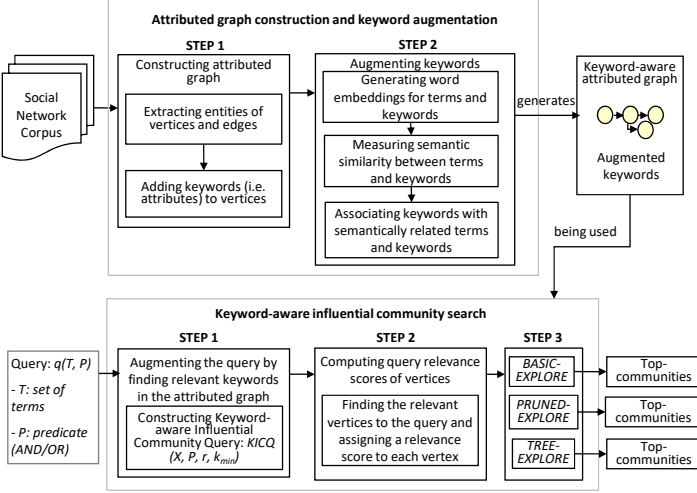 Attributed graph construction and keyword augmentation
STEP 1
Constructing attributed
graph
Extracting entities of
vertices and edges
Adding keywords (i.e.
attributes) to vertices
STEP 2
Augmenting keywords
Generating word
embeddings for terms and
keywords
Measuring semantic
similarity between terms
and keywords
Associating keywords with
semantically related terms
and keywords
Social
Network
Corpus
generates
Keyword-aware
attributed graph
Augmented
keywords
being used
Keyword-aware influential community search
Query: q(T, P)
- T: set of
terms
- P: predicate
(AND/OR)
STEP 1
Augmenting the query by
finding relevant keywords
in the attributed graph
Constructing Keyword-
aware Influential
Community Query: KICQ
(X, P, r, kmin)
STEP 2
Computing query relevance
scores of vertices
Finding the relevant
vertices to the query and
assigning a relevance
score to each vertex
STEP 3
BASIC-
EXPLORE
PRUNED-
EXPLORE
TREE-
EXPLORE
Top-
communities
Top-
communities
Top-
communities